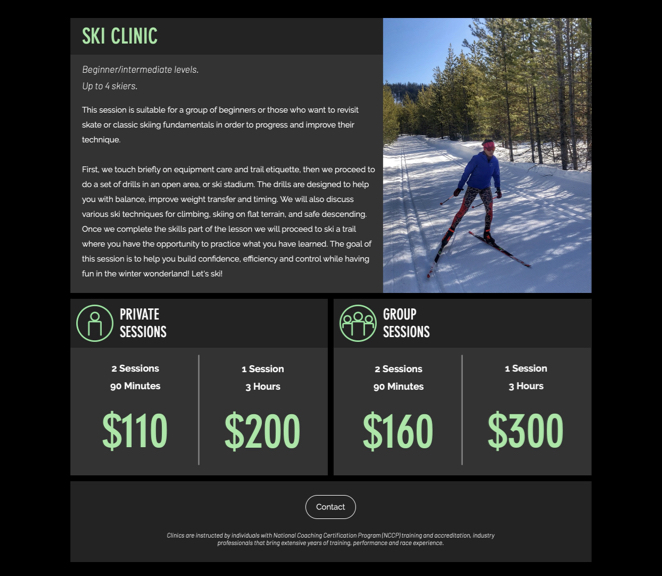 SKI CLINIC
Beginner/intermediate levels.
Up to 4 skiers.
This session is suitable for a group of beginners or those who want to revisit
skate or classic skiing fundamentals in order to progress and improve their
technique.
First, we touch briefly on equipment care and trail etiquette, then we proceed to
do a set of drills in an open area, or ski stadium. The drills are designed to help
you with balance, improve weight transfer and timing. We will also discuss
various ski techniques for climbing, skiing on flat terrain, and safe descending.
Once we complete the skills part of the lesson we will proceed to ski a trail
where you have the opportunity to practice what you have learned. The goal of
this session is to help you build confidence, efficiency and control while having
fun in the winter wonderland! Let's ski!
PRIVATE
SESSIONS
2 Sessions
90 Minutes
$110
1 Session
3 Hours
$200
GROUP
SESSIONS
2 Sessions
90 Minutes
$160
1 Session
3 Hours
$300
Contact
Clinics are instructed by individuals with National Coaching Certification Program (NCCP) training and accreditation, industry
professionals that bring extensive years of training, performance and race experience.